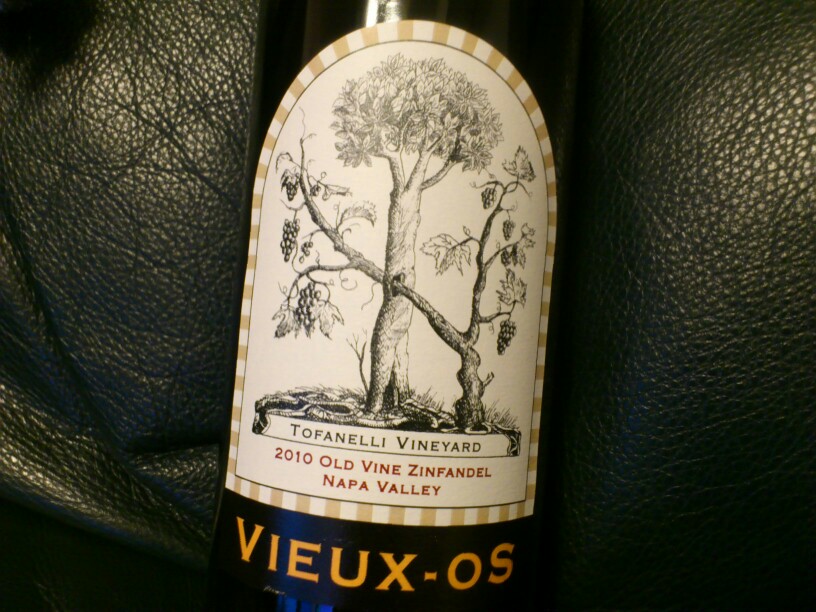 Tofanelli Vineyard
2010 Old Vine Zinfandel
Napa Valley
Vieux-os